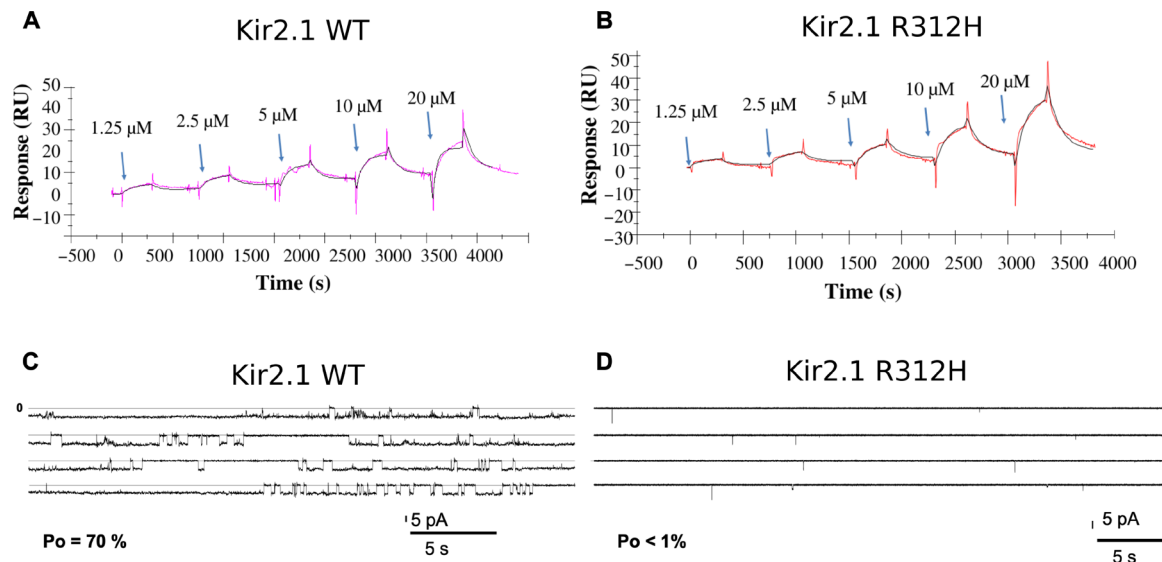 A
Kir2.1 WT
Response (RU)
50
40
30
20
10
0
−10
1.25 µM
2.5 µM
5 µM
10 µM
20 µM
−500 0 500 1000 1500 2000 2500 3000 3500 4000
Time (s)
B
Kir2.1 R312H
Response (RU)
50
40
30
20
10
0
−10
−20
−30
1.25 µM
2.5 µM
5 µM
10 µM
20 µM
−500 0 500 1000 1500 2000 2500 3000 3500 4000
Time (s)
C
Kir2.1 WT
0
5 pA
5 s
Po = 70 %
D
Kir2.1 R312H
5 pA
5 s
Po < 1%